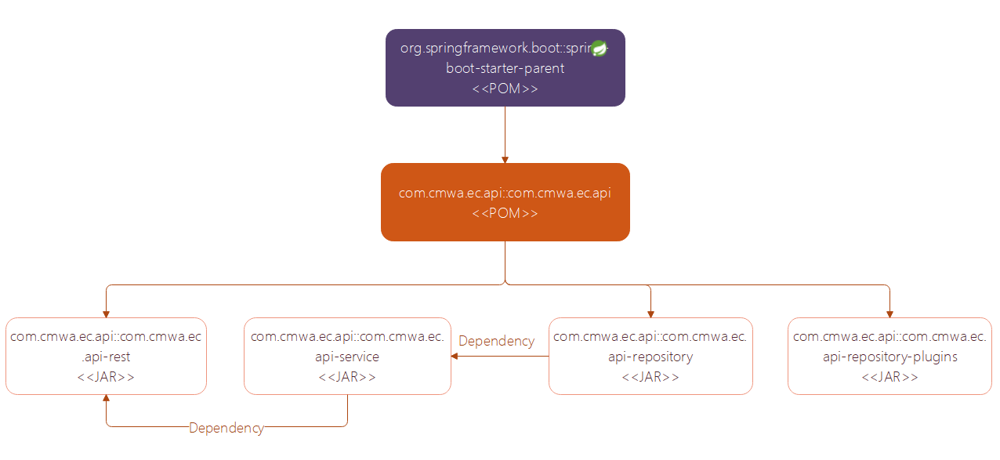 org.springframework.boot::spring-
boot-starter-parent
<<POM>>
com.cmwa.ec.api::com.cmwa.ec.api
<<POM>>
com.cmwa.ec.api::com.cmwa.ec
.api-rest
<<JAR>>
com.cmwa.ec.api::com.cmwa.ec.
api-service
<<JAR>>
Dependency
com.cmwa.ec.api::com.cmwa.ec.
api-repository
<<JAR>>
com.cmwa.ec.api::com.cmwa.ec.
api-repository-plugins
<<JAR>>
Dependency